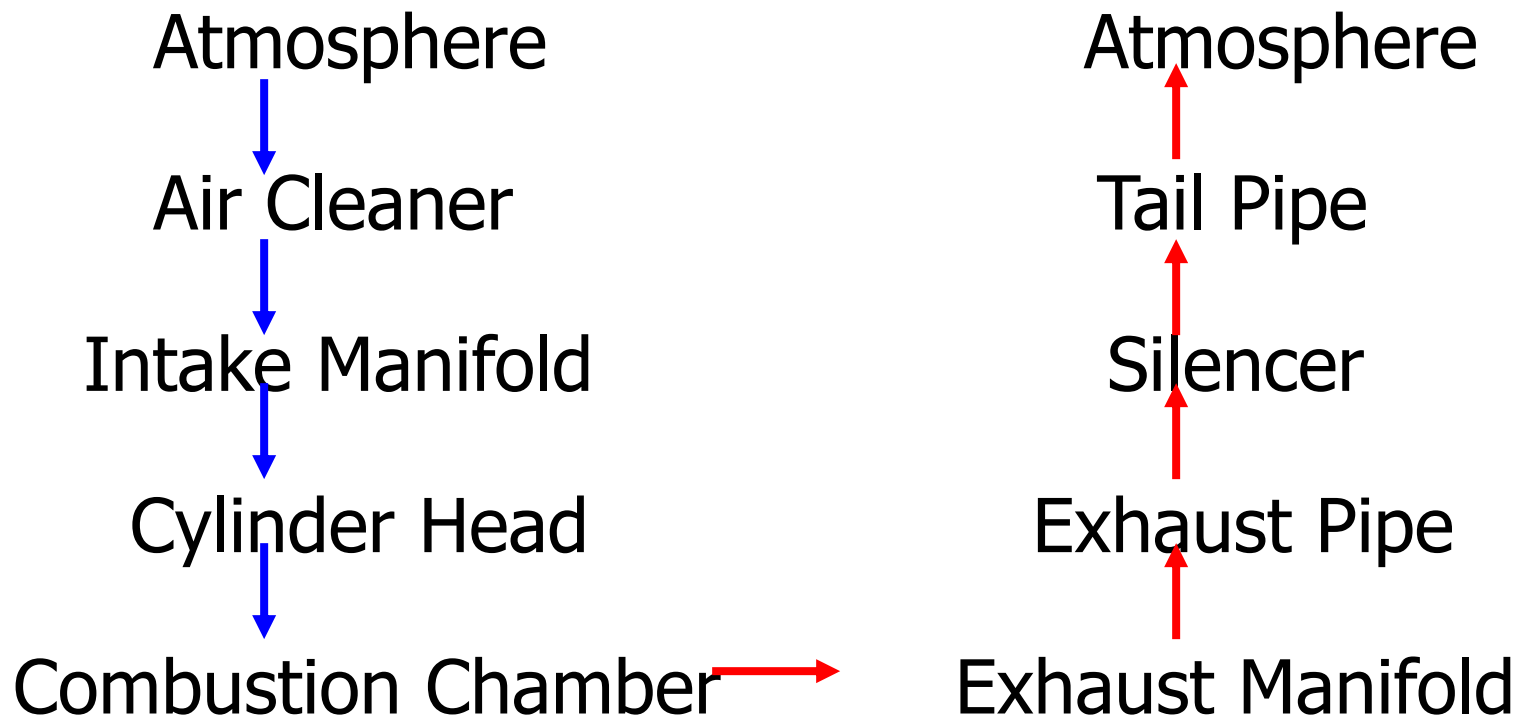 Atmosphere
Air Cleaner
Intake Manifold
Cylinder Head
Combustion Chamber
Exhaust Manifold
Exhaust Pipe
Silencer
Tail Pipe
Atmosphere